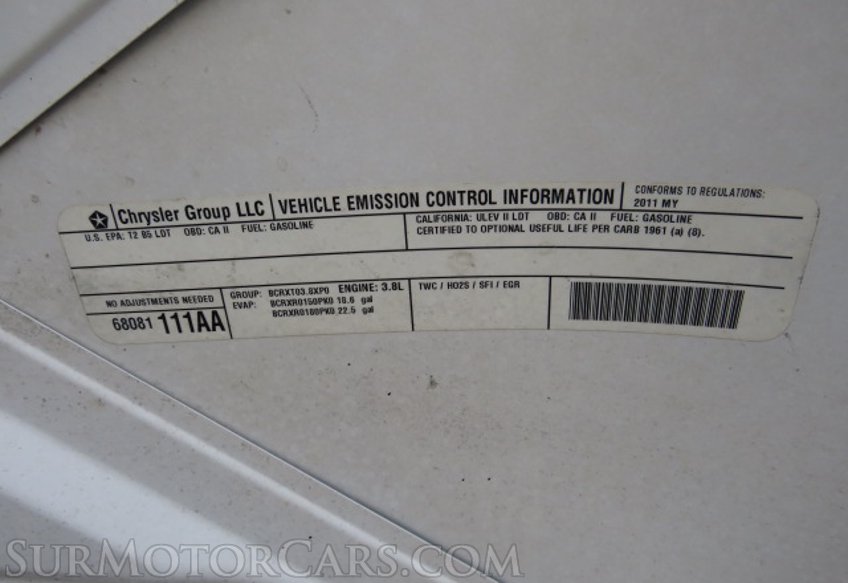 Chrysler Group LLC VEHICLE EMISSION CONTROL INFORMATION CONFORMS TO REGULATIONS:
2011 MY
U.S. EPA: T2 B5 LDT OBD: CA II FUEL: GASOLINE
CALIFORNIA: ULEV II LDT OBD: CA II FUEL: GASOLINE
CERTIFIED TO OPTIONAL USEFUL LIFE PER CARB 1961 (a) (8).
NO ADJUSTMENTS NEEDED
68081 111AA
GROUP: BCRXT03.8XP0 ENGINE: 3.8L
EVAP: BCRXR0150PK0 18.6 gal
BCRXR0180PK0 22.5 gal
TWC / HO2S / SFI / EGR
SurMotorCars.com